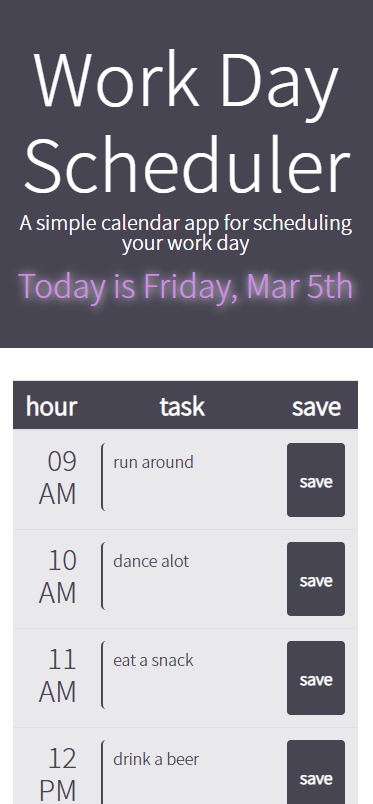 Work Day
Scheduler
A simple calendar app for scheduling
your work day
Today is Friday, Mar 5th
hour task save
09 run around
AM save
10 dance alot
AM save
11 eat a snack
AM save
12 drink a beer
PM save